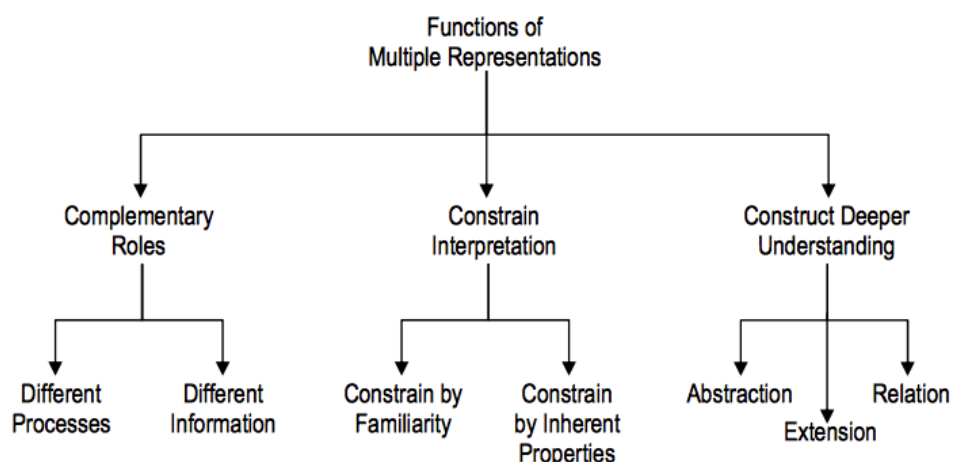 Functions of
Multiple Representations
Complementary
Roles
Constrain
Interpretation
Construct Deeper
Understanding
Different
Processes
Different
Information
Constrain by
Familiarity
Constrain
by Inherent
Properties
Abstraction
Extension
Relation